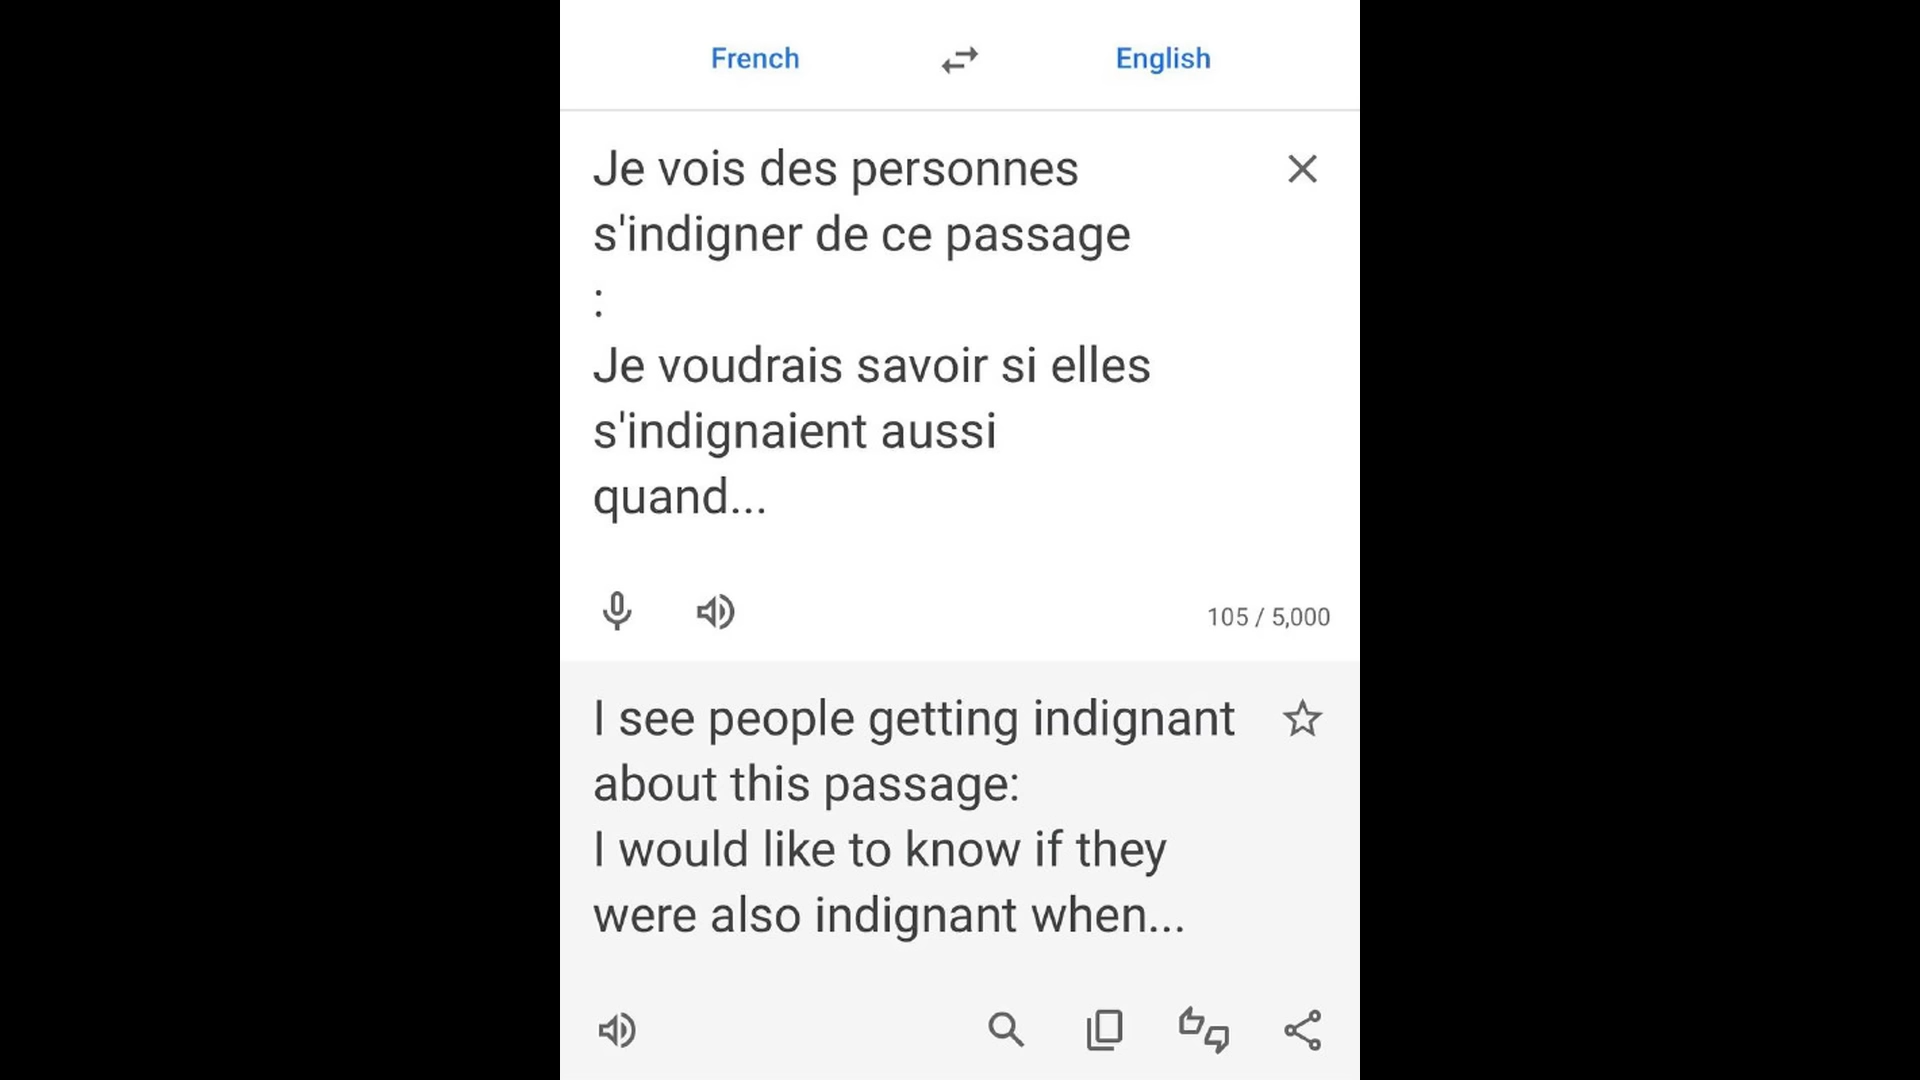 French English
Je vois des personnes
s'indigner de ce passage
:
Je voudrais savoir si elles
s'indignaient aussi
quand...
105 / 5,000
I see people getting indignant
about this passage:
I would like to know if they
were also indignant when...